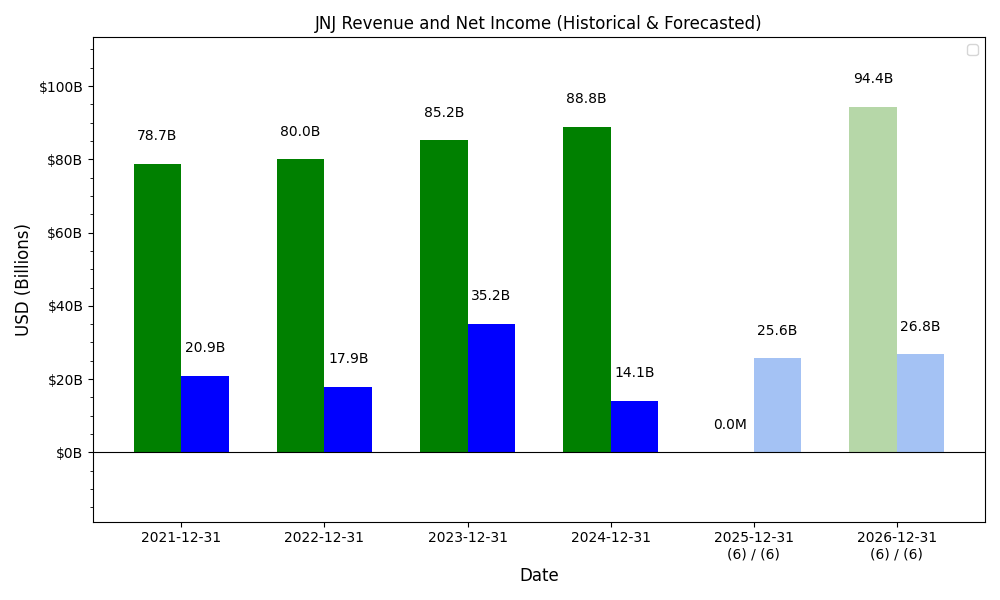 JNJ Revenue and Net Income (Historical & Forecasted)
USD (Billions)
$100B
$80B
$60B
$40B
$20B
$0B
78.7B
20.9B
80.0B
17.9B
85.2B
35.2B
88.8B
14.1B
0.0M
25.6B
94.4B
26.8B
2021-12-31
2022-12-31
2023-12-31
2024-12-31
2025-12-31
(6) / (6)
2026-12-31
(6) / (6)
Date